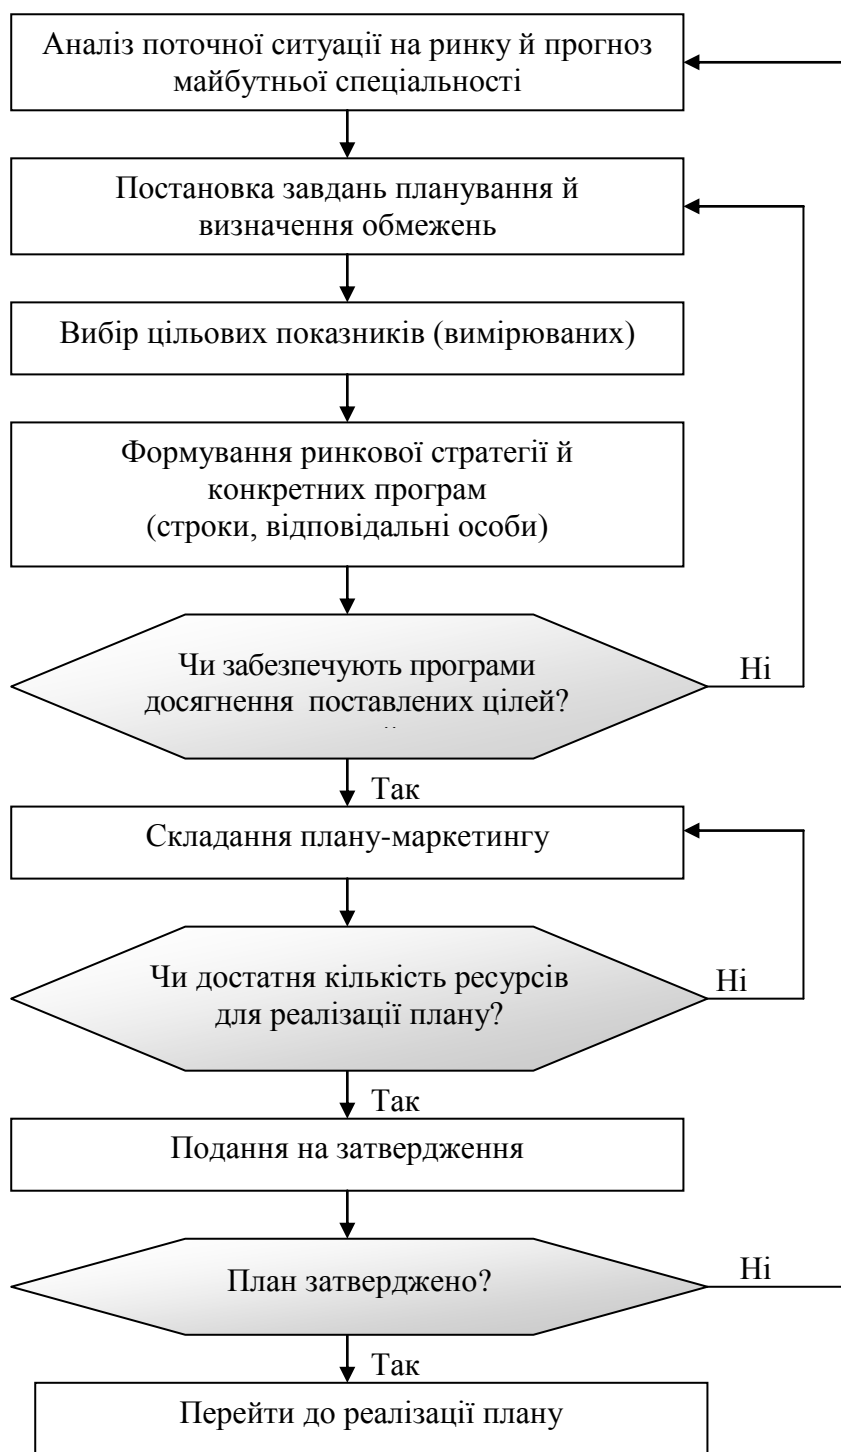 Аналіз поточної ситуації на ринку й прогноз
майбутньої спеціальності
Постановка завдань планування й
визначення обмежень
Вибір цільових показників (вимірюваних)
Формування ринкової стратегії й
конкретних програм
(строки, відповідальні особи)
Чи забезпечують програми
досягнення поставлених цілей?
Ні
Так
Складання плану-маркетингу
Чи достатня кількість ресурсів
для реалізації плану?
Ні
Так
Подання на затвердження
План затверджено?
Ні
Так
Перейти до реалізації плану